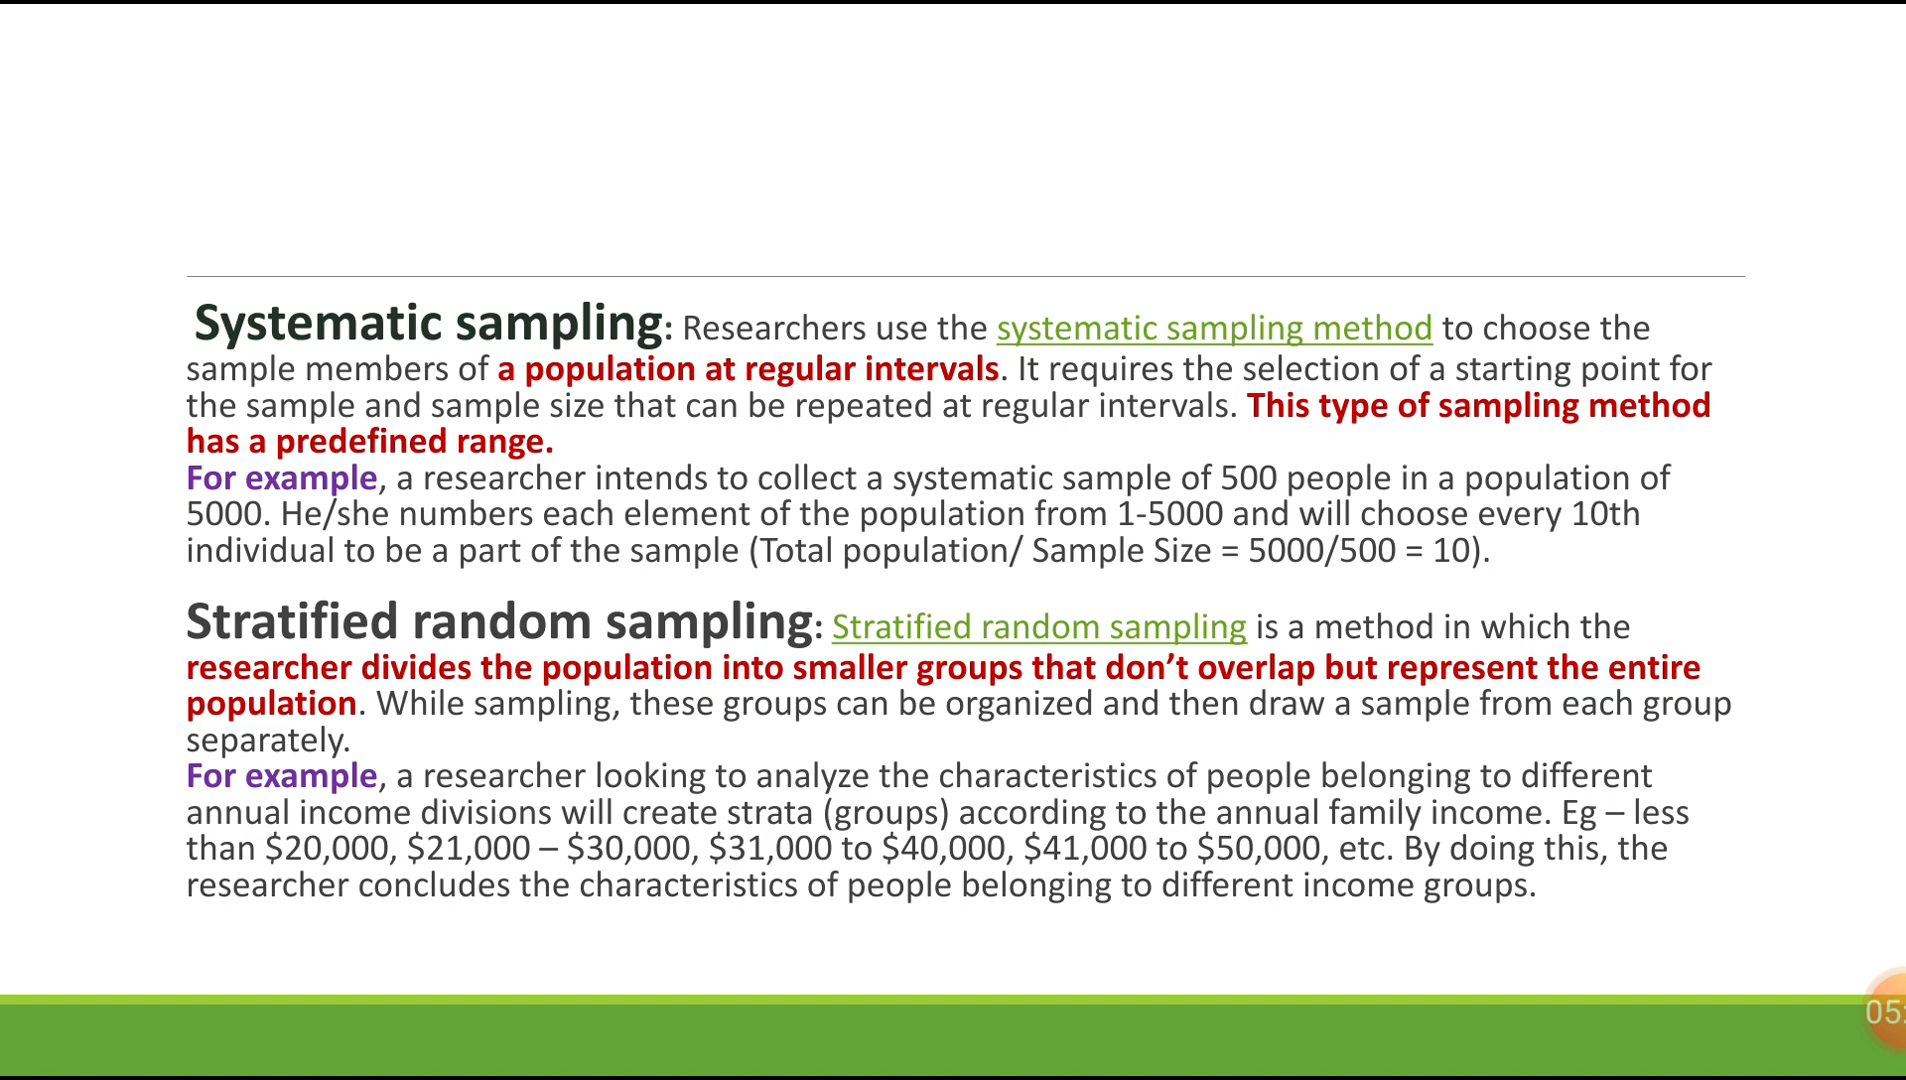 Systematic sampling: Researchers use the systematic sampling method to choose the
sample members of a population at regular intervals. It requires the selection of a starting point for
the sample and sample size that can be repeated at regular intervals. This type of sampling method
has a predefined range.
For example, a researcher intends to collect a systematic sample of 500 people in a population of
5000. He/she numbers each element of the population from 1-5000 and will choose every 10th
individual to be a part of the sample (Total population/ Sample Size = 5000/500 = 10).
Stratified random sampling: Stratified random sampling is a method in which the
researcher divides the population into smaller groups that don’t overlap but represent the entire
population. While sampling, these groups can be organized and then draw a sample from each group
separately.
For example, a researcher looking to analyze the characteristics of people belonging to different
annual income divisions will create strata (groups) according to the annual family income. Eg – less
than $20,000, $21,000 – $30,000, $31,000 to $40,000, $41,000 to $50,000, etc. By doing this, the
researcher concludes the characteristics of people belonging to different income groups.
05: